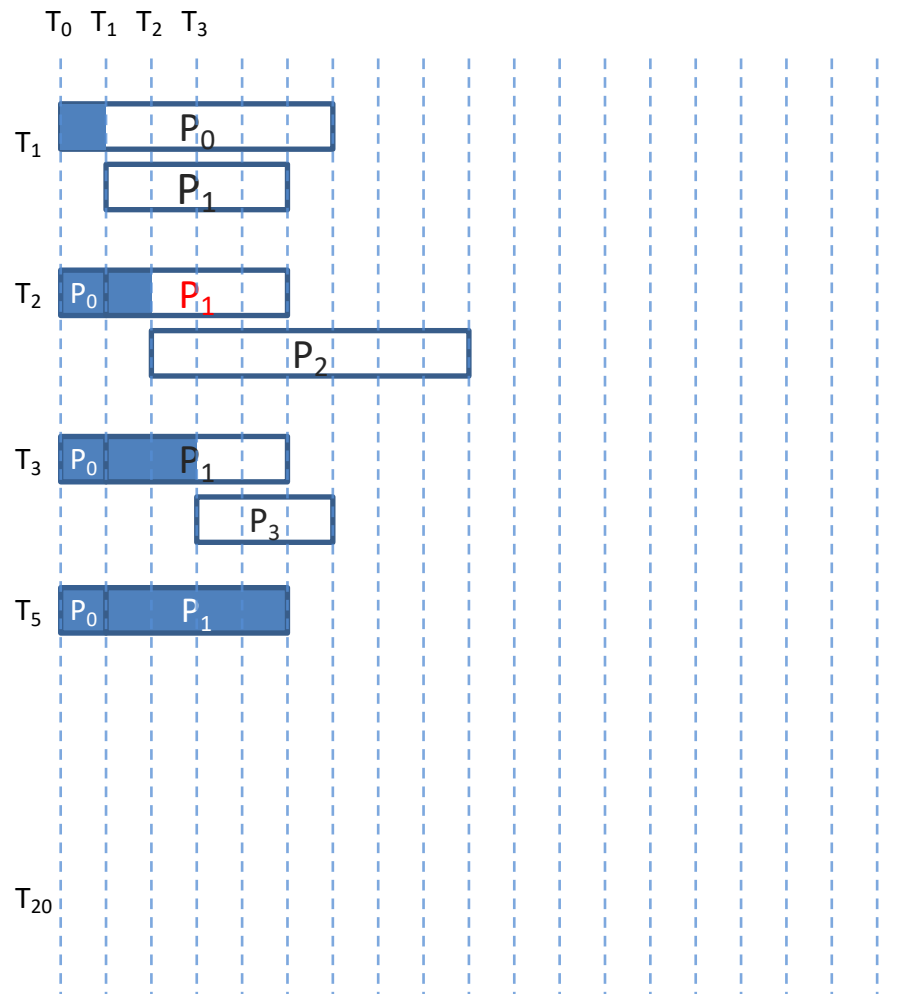 T₀ T₁ T₂ T₃
P₀
T₁
P₁
T₂ P₀ P₁
P₂
T₃ P₀ P₁
P₃
T₅ P₀ P₁
T₂₀